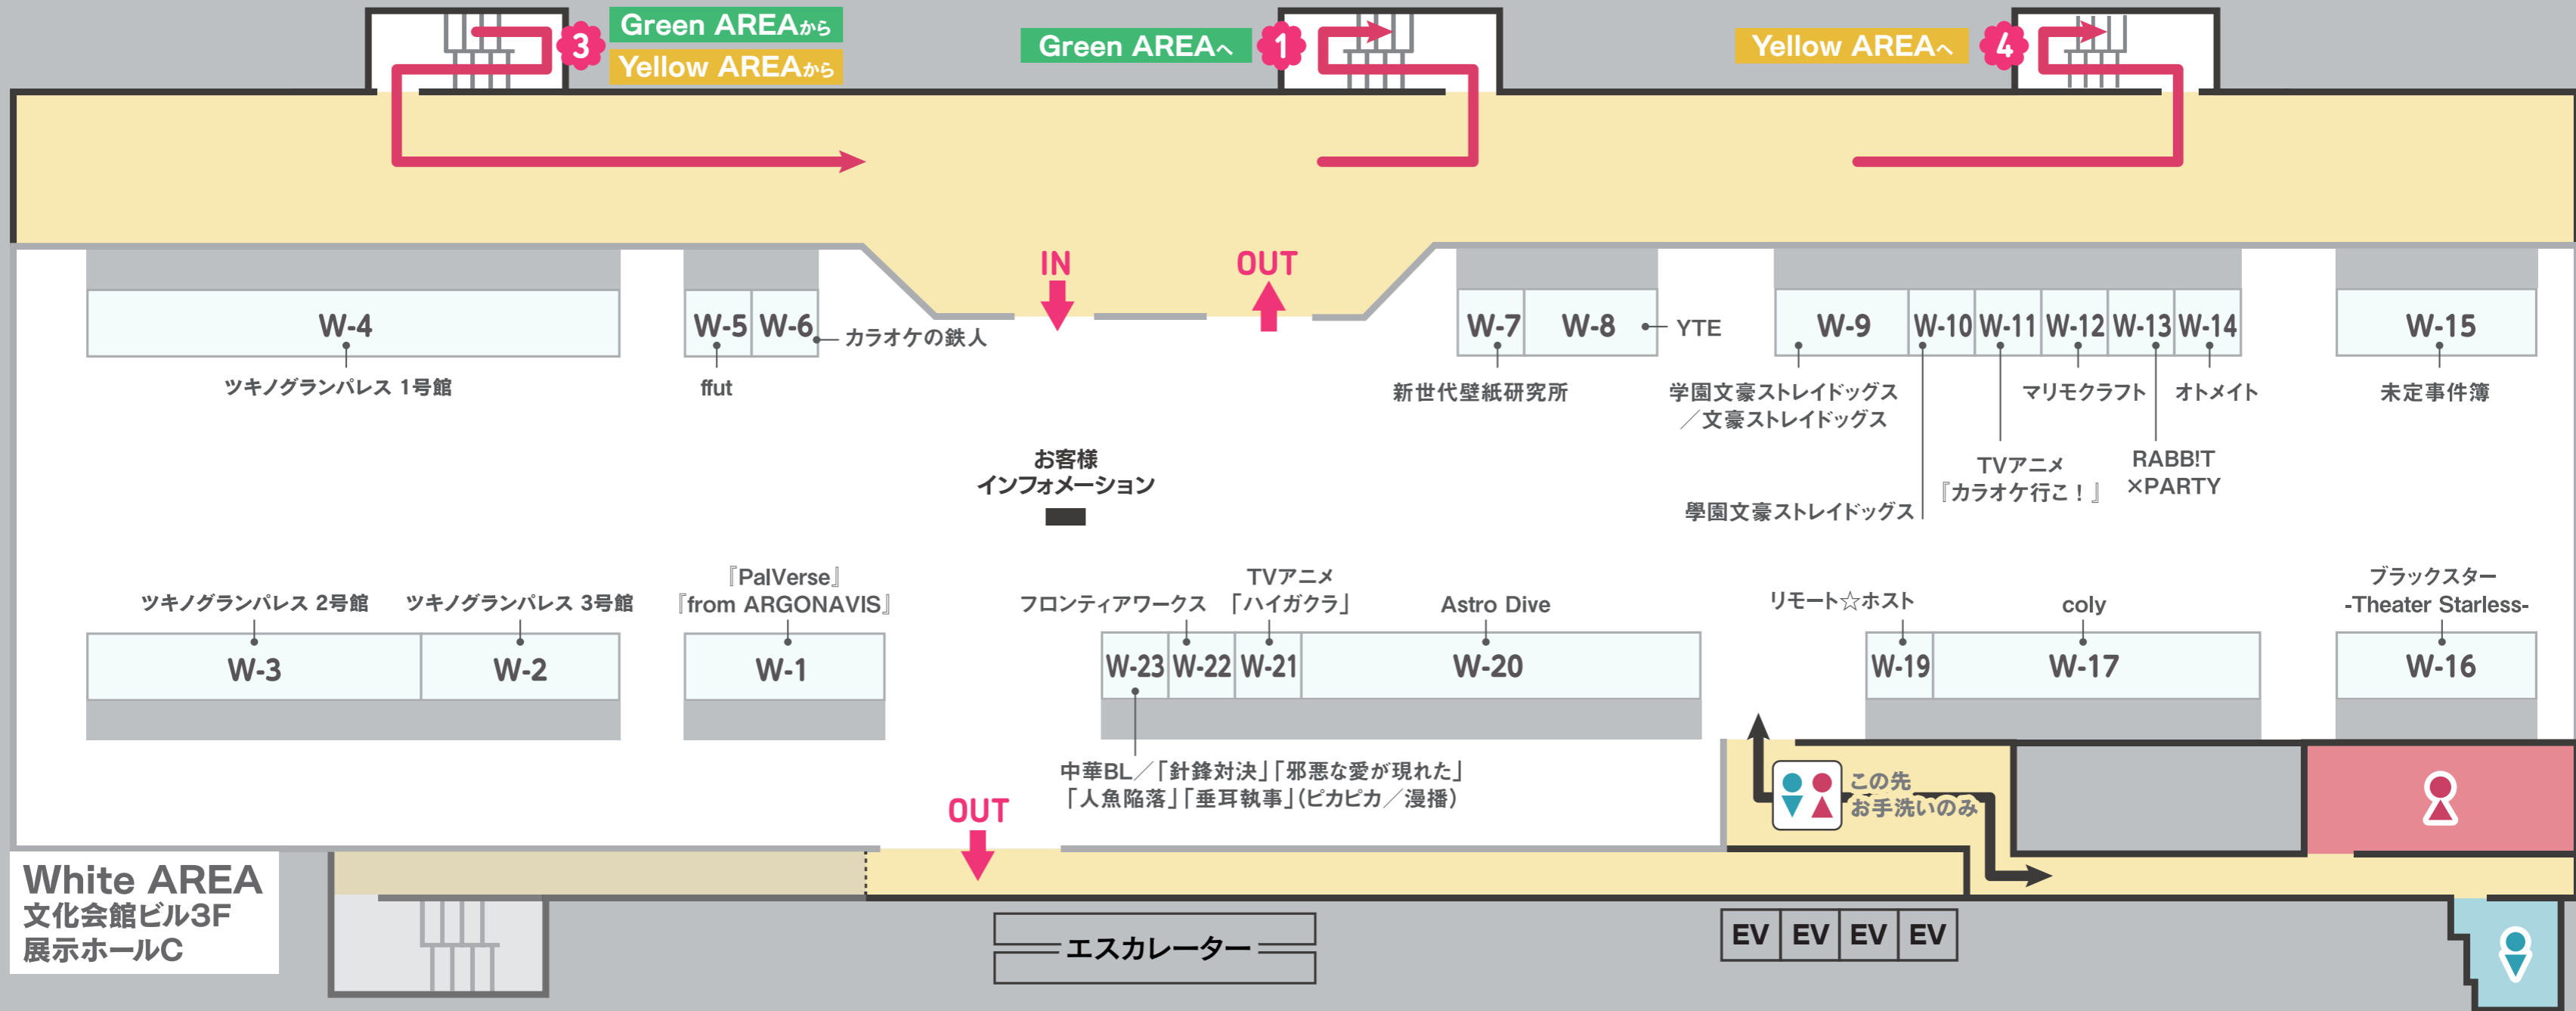 3
Green AREAから
Yellow AREAから
Green AREAへ
1
Yellow AREAへ
4
IN
OUT
W-4
ツキノグランパレス 1号館
W-5
ffut
W-6
カラオケの鉄人
W-7
新世代壁紙研究所
W-8
YTE
W-9
学園文豪ストレイドッグス
／文豪ストレイドッグス
W-10
學園文豪ストレイドッグス
W-11
TVアニメ
『カラオケ行こ！』
W-12
マリモクラフト
W-13
RABB!T
×PARTY
W-14
オトメイト
W-15
未定事件簿
お客様
インフォメーション
ツキノグランパレス 2号館
W-3
ツキノグランパレス 3号館
W-2
『PalVerse』
『from ARGONAVIS』
W-1
W-23
中華BL／「針鋒対決」「邪悪な愛が現れた」
「人魚陥落」「垂耳執事」（ピカピカ／漫播）
フロンティアワークス
W-22
TVアニメ
「ハイガクラ」
W-21
Astro Dive
W-20
リモート☆ホスト
W-19
coly
W-17
ブラックスター
-Theater Starless-
W-16
この先
お手洗いのみ
OUT
White AREA
文化会館ビル3F
展示ホールC
エスカレーター
EV EV EV EV